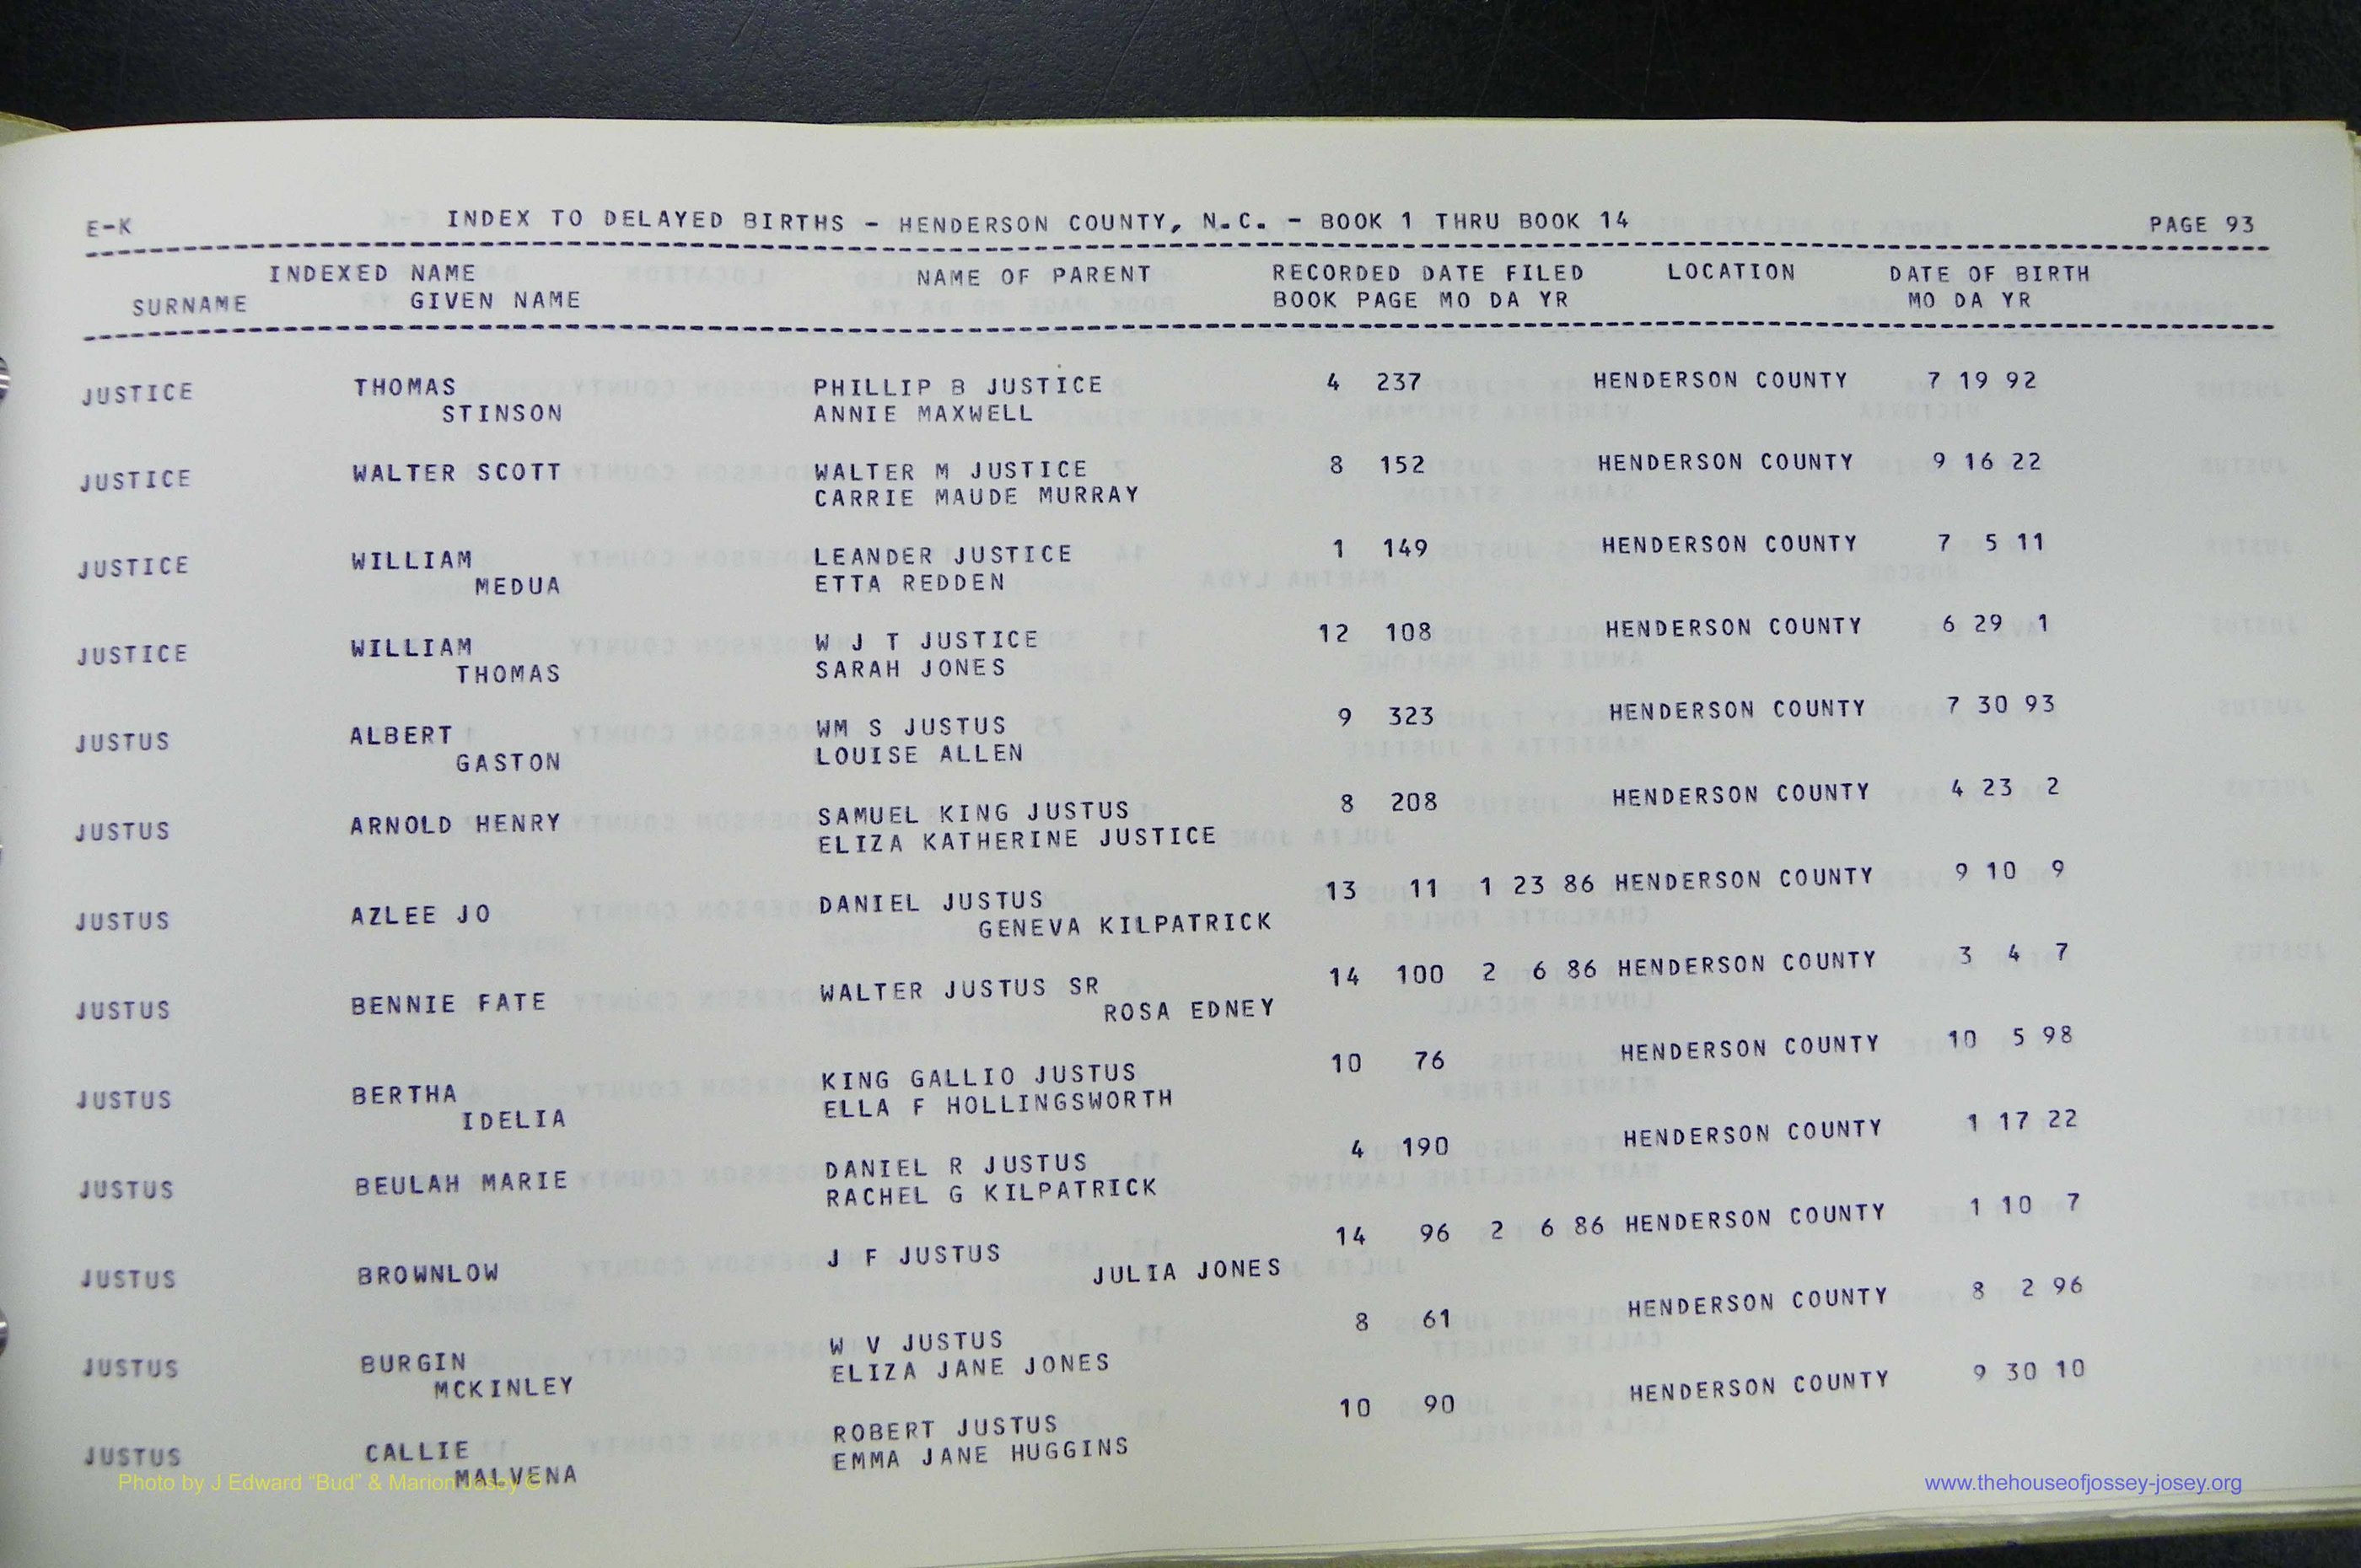 E-K INDEX TO DELAYED BIRTHS - HENDERSON COUNTY, N.C. - BOOK 1 THRU BOOK 14 PAGE 93
INDEXED NAME NAME OF PARENT RECORDED DATE FILED LOCATION DATE OF BIRTH
SURNAME GIVEN NAME BOOK PAGE MO DA YR MO DA YR
JUSTICE THOMAS PHILLIP B JUSTICE 4 237 HENDERSON COUNTY 7 19 92
STINSON ANNIE MAXWELL
JUSTICE WALTER SCOTT WALTER M JUSTICE 8 152 HENDERSON COUNTY 9 16 22
CARRIE MAUDE MURRAY
JUSTICE WILLIAM LEANDER JUSTICE 1 149 HENDERSON COUNTY 7 5 11
MEDUA ETTA REDDEN
JUSTICE WILLIAM W J T JUSTICE 12 108 HENDERSON COUNTY 6 29 1
THOMAS SARAH JONES
JUSTUS ALBERT WM S JUSTUS 9 323 HENDERSON COUNTY 7 30 93
GASTON LOUISE ALLEN
JUSTUS ARNOLD HENRY SAMUEL KING JUSTUS 8 208 HENDERSON COUNTY 4 23 2
ELIZA KATHERINE JUSTICE
JUSTUS AZLEE JO DANIEL JUSTUS 13 11 1 23 86 HENDERSON COUNTY 9 10 9
GENEVA KILPATRICK
JUSTUS BENNIE FATE WALTER JUSTUS SR 14 100 2 6 86 HENDERSON COUNTY 3 4 7
ROSA EDNEY
JUSTUS BERTHA KING GALLIO JUSTUS 10 76 HENDERSON COUNTY 10 5 98
IDELIA ELLA F HOLLINGSWORTH
JUSTUS BEULAH MARIE DANIEL R JUSTUS 4 190 HENDERSON COUNTY 1 17 22
RACHEL G KILPATRICK
JUSTUS BROWNLOW J F JUSTUS 14 96 2 6 86 HENDERSON COUNTY 1 10 7
JULIA JONES
JUSTUS BURGIN W V JUSTUS 8 61 HENDERSON COUNTY 8 2 96
MCKINLEY ELIZA JANE JONES
JUSTUS CALLIE ROBERT JUSTUS 10 90 HENDERSON COUNTY 9 30 10
MALVENA EMMA JANE HUGGINS
Photo by J Edward “Bud” & Marion Josey ©
www.thehouseofjossey-josey.org